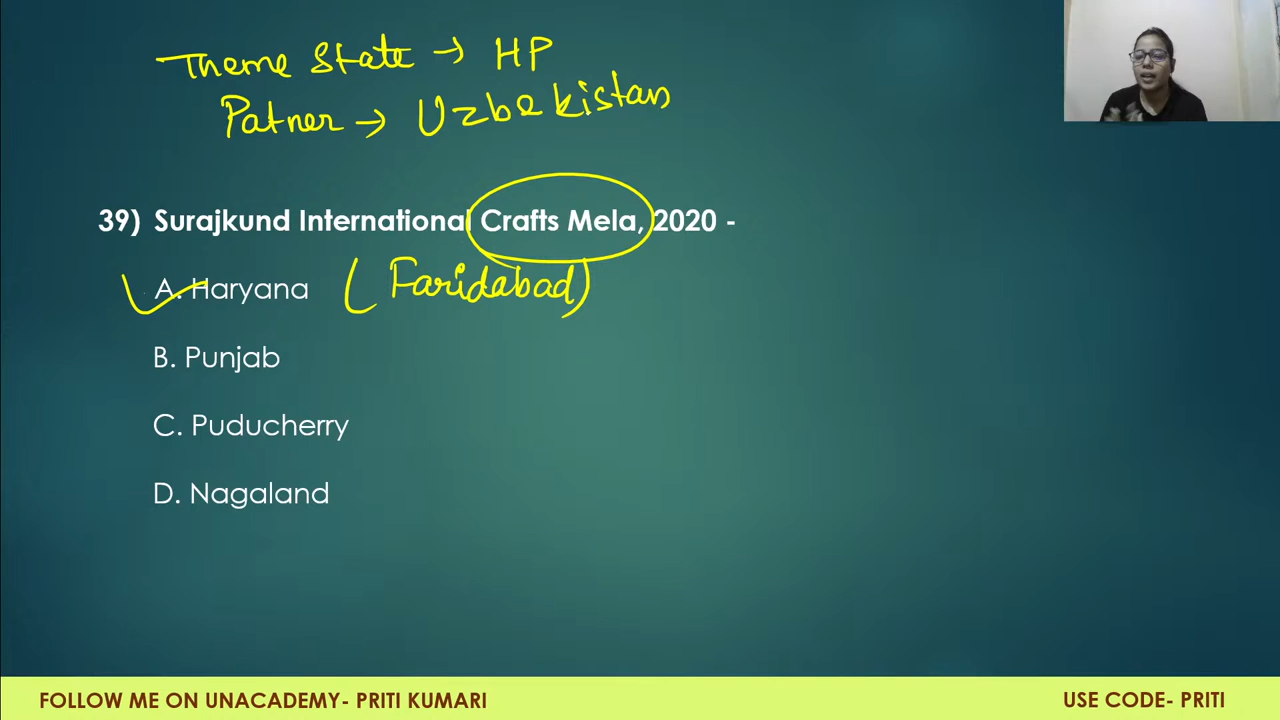 Theme State → HP
Patner → Uzbekistan
39) Surajkund International Crafts Mela, 2020 -
A. Haryana (Faridabad)
B. Punjab
C. Puducherry
D. Nagaland
FOLLOW ME ON UNACADEMY- PRITI KUMARI USE CODE- PRITI